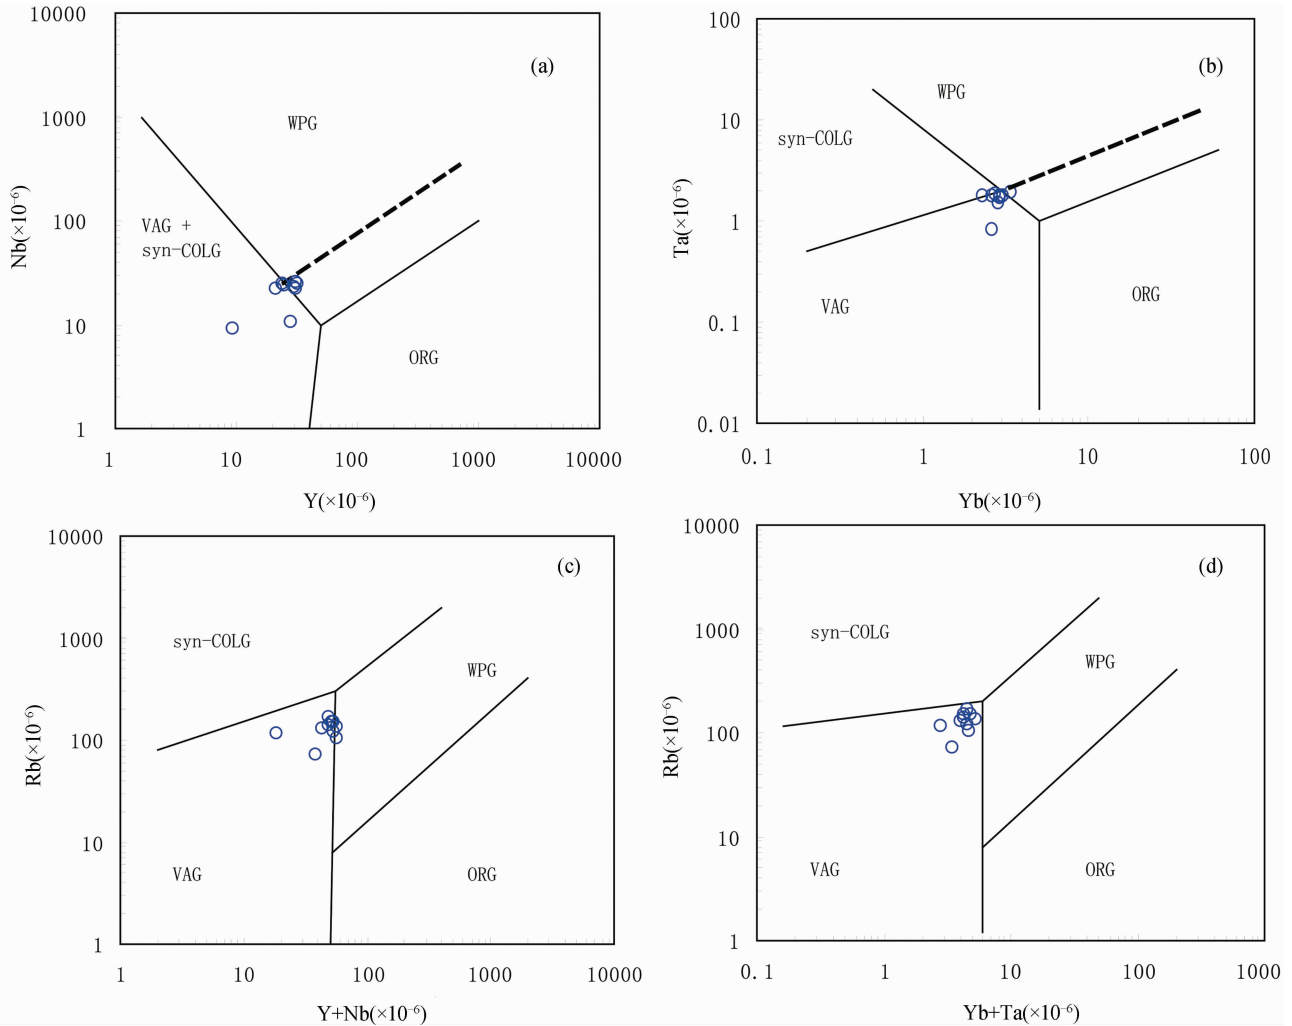 10000
(a)
WPG
1000
Nb(×10⁻⁶)
100
VAG +
syn-COLG
10
ORG
1
1 10 100 1000 10000
Y(×10⁻⁶)
100
(b)
WPG
10
syn-COLG
Ta(×10⁻⁶)
1
VAG
ORG
0.1
0.01
0.1 1 10 100
Yb(×10⁻⁶)
10000
(c)
1000
syn-COLG
WPG
Rb(×10⁻⁶)
100
10
VAG
ORG
1
1 10 100 1000 10000
Y+Nb(×10⁻⁶)
10000
(d)
1000
syn-COLG
WPG
Rb(×10⁻⁶)
100
10
VAG
ORG
1
0.1 1 10 100 1000
Yb+Ta(×10⁻⁶)